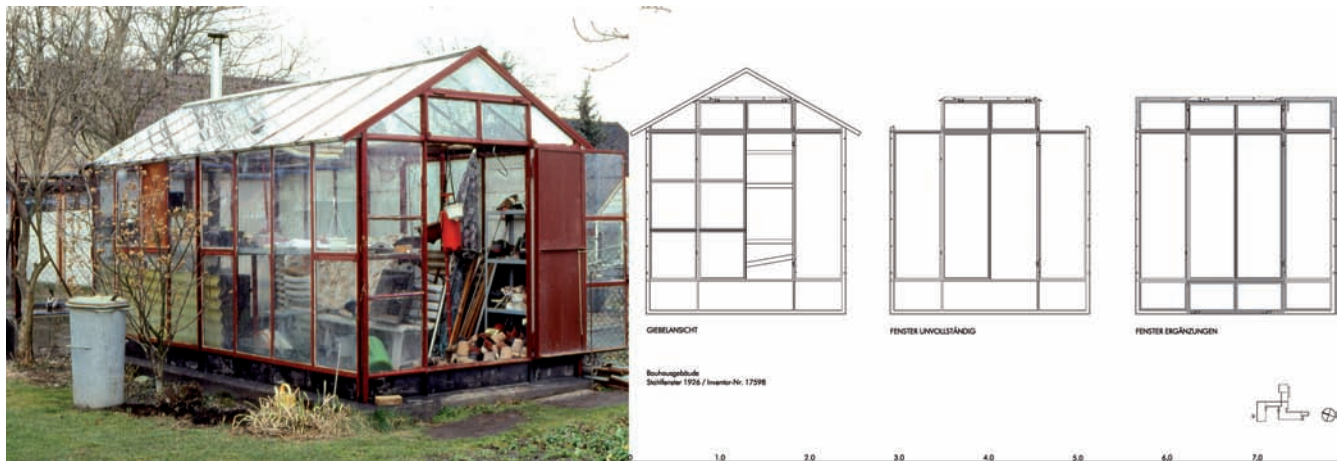 GIEBELANSICHT
FENSTER UNVOLLSTÄNDIG
FENSTER ERGÄNZUNGEN
Bauhausgebäude
Stahlfenster 1926 / Inventar-Nr. 17598
0 1.0 2.0 3.0 4.0 5.0 6.0 7.0